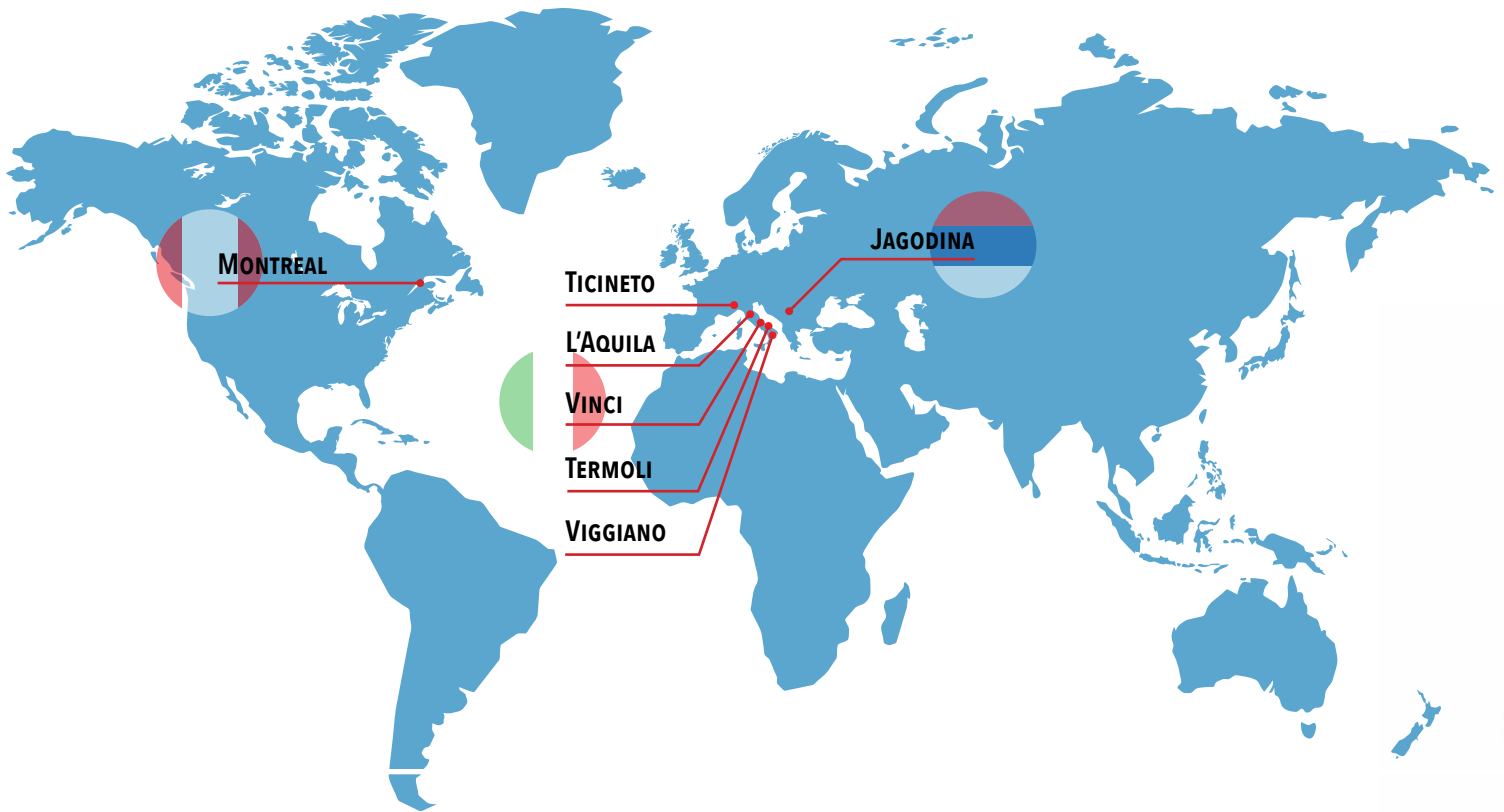 Jagodina
Montreal
Ticineto
L'Aquila
Vinci
Termoli
Viggiano